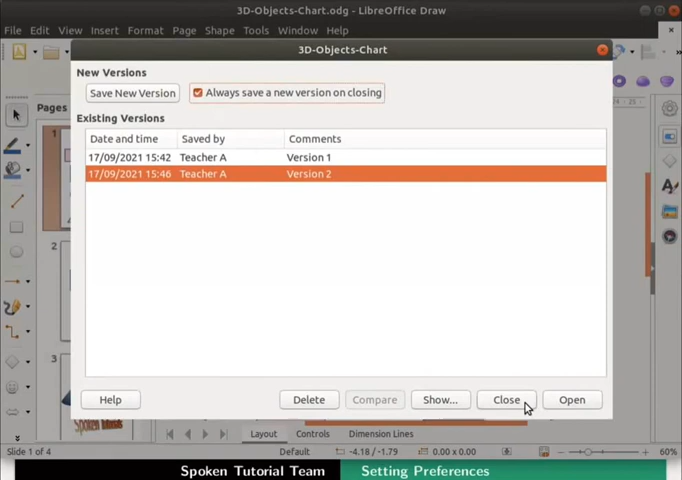 3D-Objects-Chart.odg - LibreOffice Draw
File Edit View Insert Format Page Shape Tools Window Help
3D-Objects-Chart
New Versions
Save New Version Always save a new version on closing
Existing Versions
Date and time Saved by Comments
17/09/2021 15:42 Teacher A Version 1
17/09/2021 15:46 Teacher A Version 2
Pages
1
2
3
Help Delete Compare Show... Close Open
Layout Controls Dimension Lines
Slide 1 of 4 Default -4.18 / -1.79 0.00 x 0.00 60%
Spoken Tutorial Team Setting Preferences